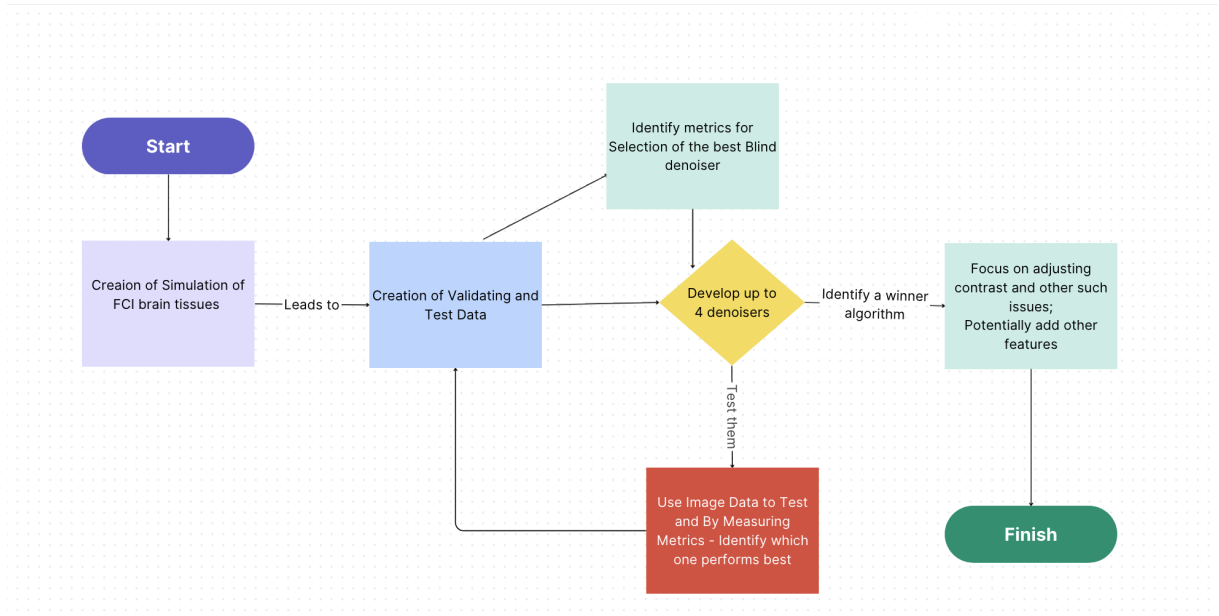 Start
Creaion of Simulation of
FCI brain tissues
Leads to
Creation of Validating and
Test Data
Identify metrics for
Selection of the best Blind
denoiser
Develop up to
4 denoisers
Test them
Use Image Data to Test
and By Measuring
Metrics - Identify which
one performs best
Identify a winner
algorithm
Focus on adjusting
contrast and other such
issues;
Potentially add other
features
Finish